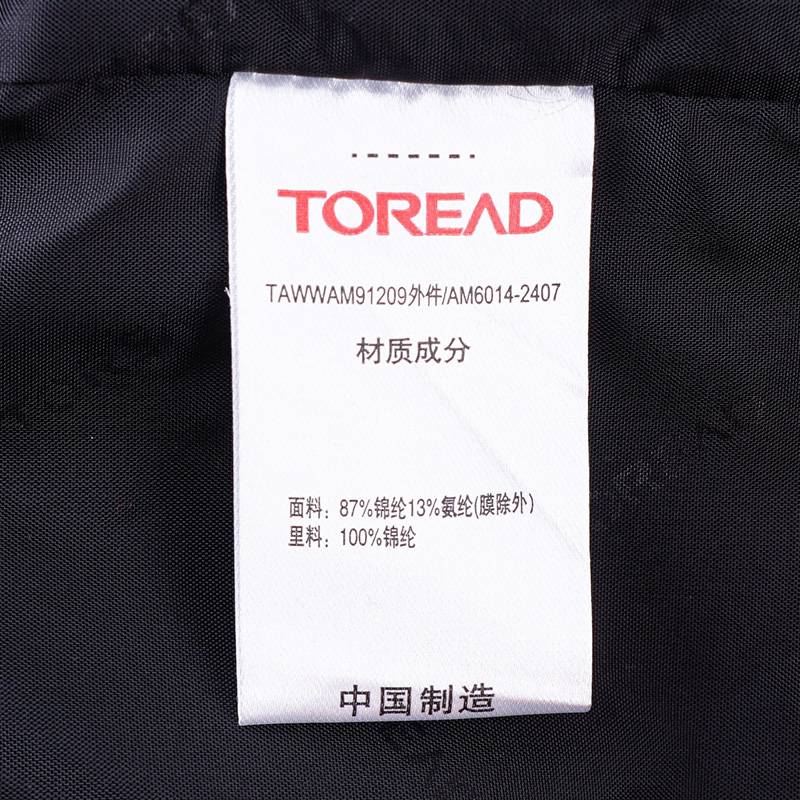 TOREAD
TAWWAM91209外件/AM6014-2407
材质成分
面料：87%锦纶13%氨纶(膜除外)
里料：100%锦纶
中国制造